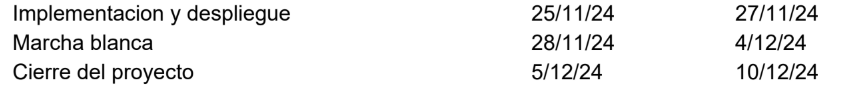 Implementacion y despliegue 25/11/24 27/11/24
Marcha blanca 28/11/24 4/12/24
Cierre del proyecto 5/12/24 10/12/24